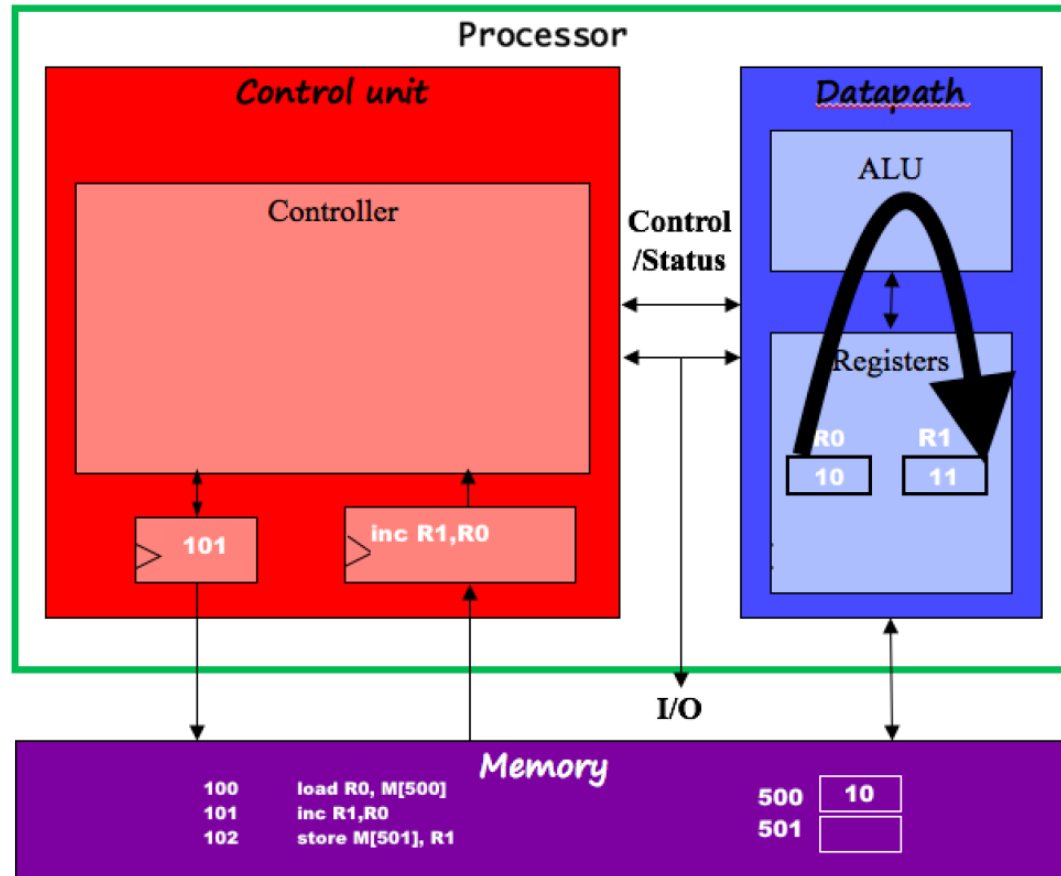 Processor
Control unit
Controller
101
inc R1,R0
Control
/Status
I/O
Datapath
ALU
Registers
R0 R1
10 11
Memory
100 load R0, M[500]
101 inc R1,R0
102 store M[501], R1
500 10
501